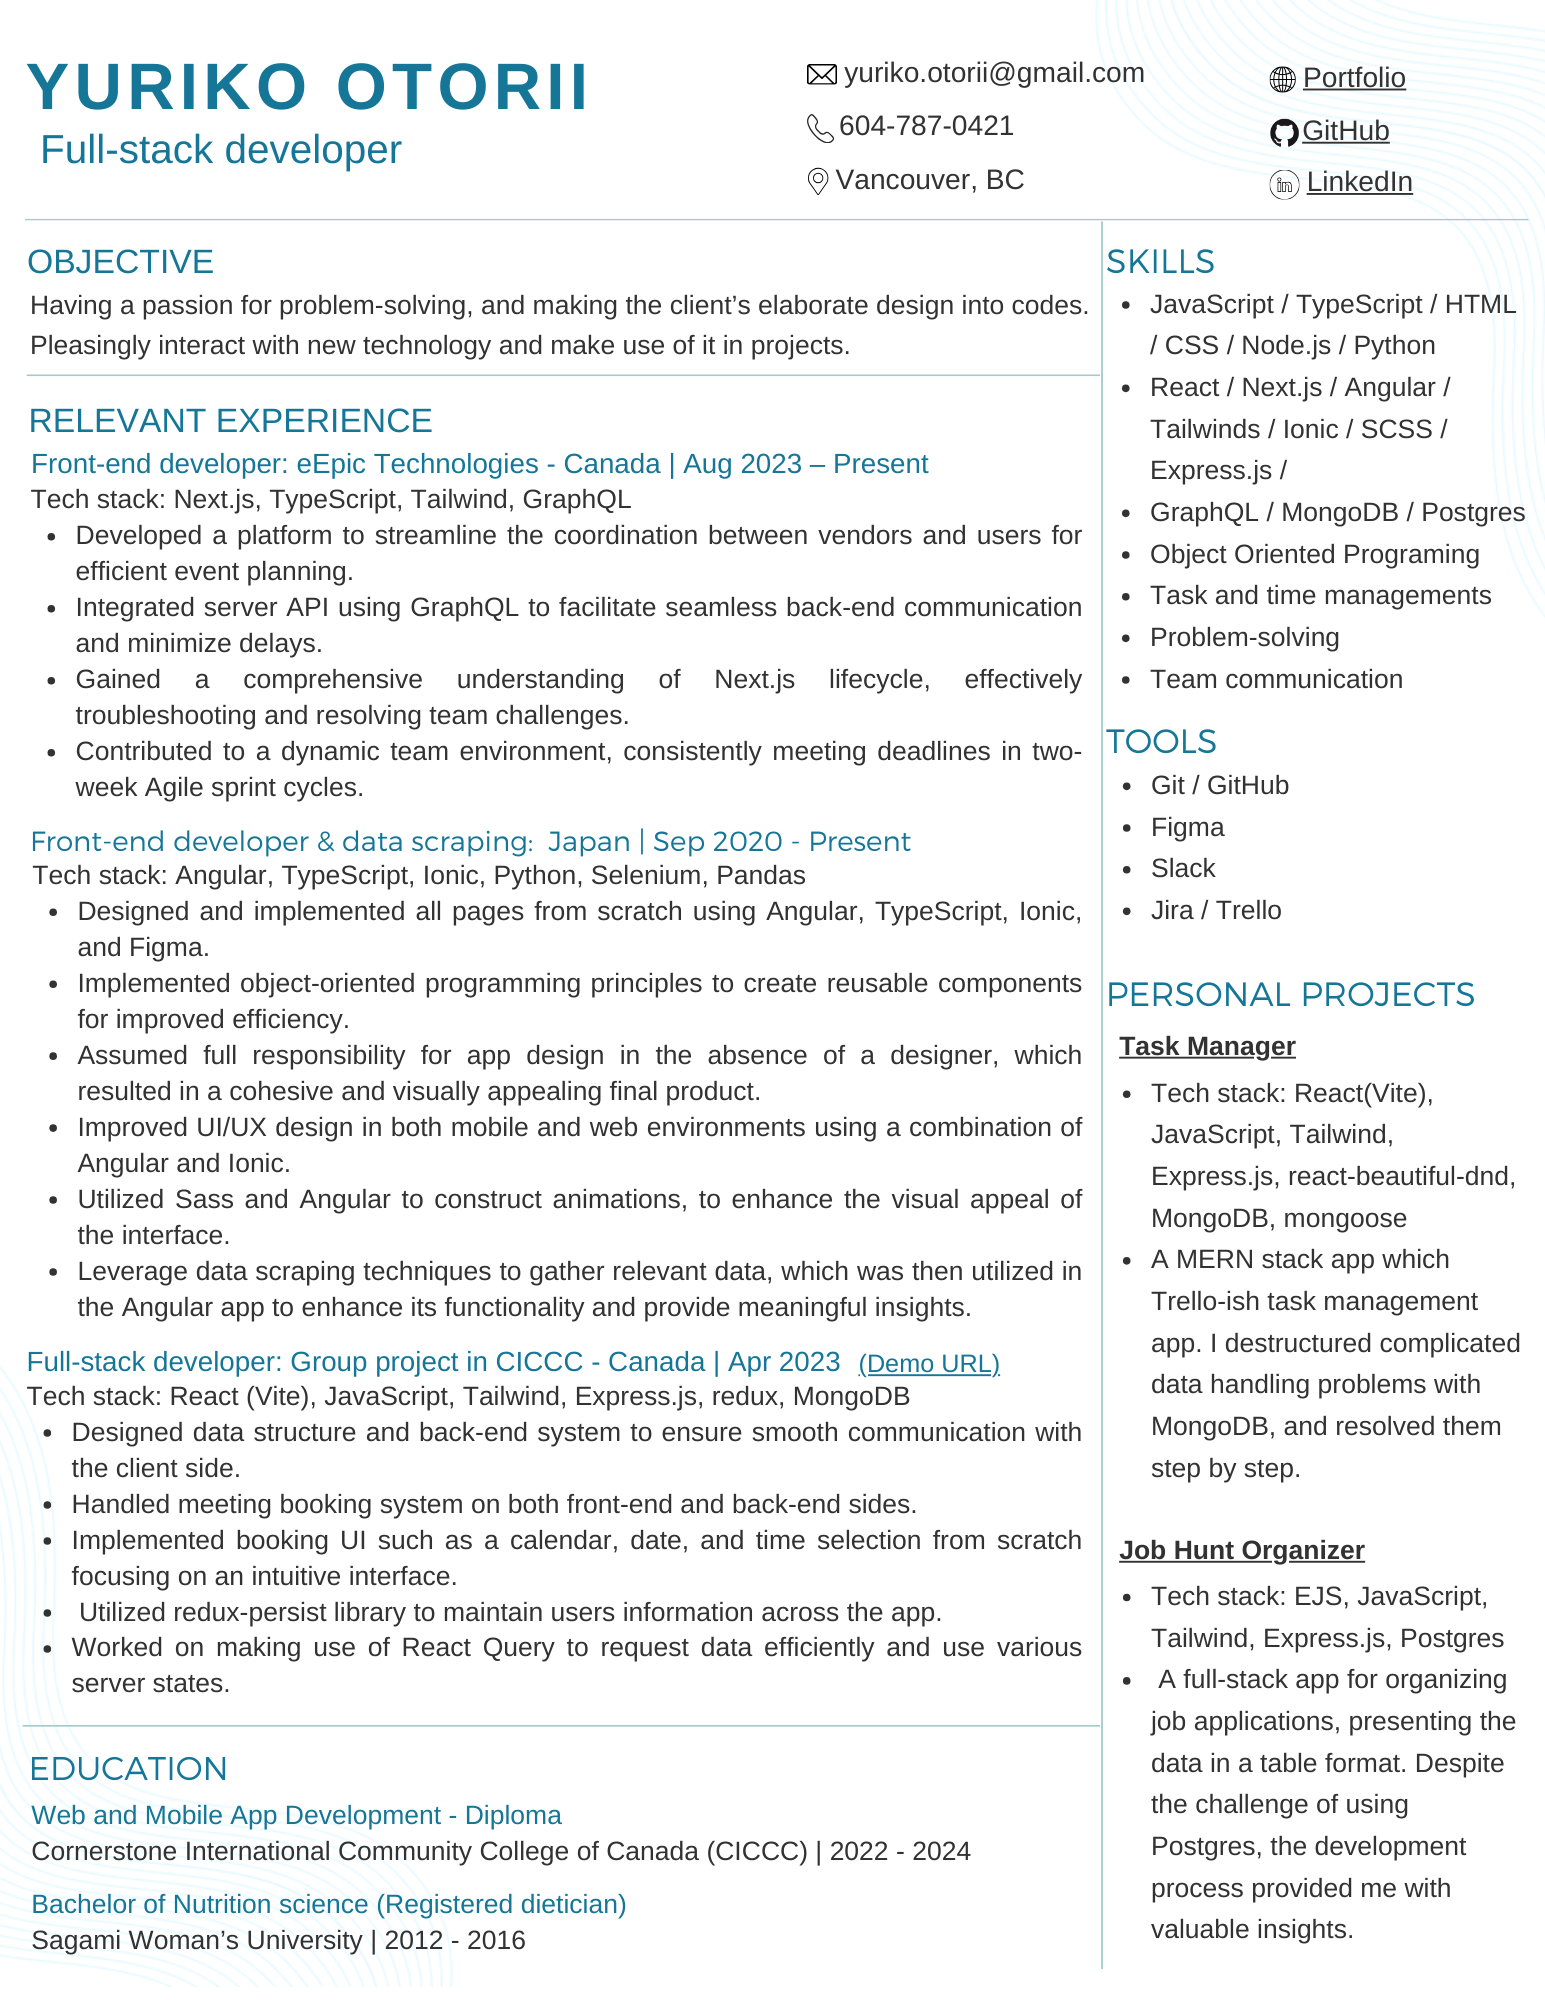 YURIKO OTORII
Full-stack developer
yuriko.otorii@gmail.com
604-787-0421
Vancouver, BC
Portfolio
GitHub
LinkedIn
OBJECTIVE
Having a passion for problem-solving, and making the client’s elaborate design into codes.
Pleasingly interact with new technology and make use of it in projects.
RELEVANT EXPERIENCE
Front-end developer: eEpic Technologies - Canada | Aug 2023 – Present
Tech stack: Next.js, TypeScript, Tailwind, GraphQL
• Developed a platform to streamline the coordination between vendors and users for
efficient event planning.
• Integrated server API using GraphQL to facilitate seamless back-end communication
and minimize delays.
• Gained a comprehensive understanding of Next.js lifecycle, effectively
troubleshooting and resolving team challenges.
• Contributed to a dynamic team environment, consistently meeting deadlines in two-
week Agile sprint cycles.
Front-end developer & data scraping: Japan | Sep 2020 - Present
Tech stack: Angular, TypeScript, Ionic, Python, Selenium, Pandas
• Designed and implemented all pages from scratch using Angular, TypeScript, Ionic,
and Figma.
• Implemented object-oriented programming principles to create reusable components
for improved efficiency.
• Assumed full responsibility for app design in the absence of a designer, which
resulted in a cohesive and visually appealing final product.
• Improved UI/UX design in both mobile and web environments using a combination of
Angular and Ionic.
• Utilized Sass and Angular to construct animations, to enhance the visual appeal of
the interface.
• Leverage data scraping techniques to gather relevant data, which was then utilized in
the Angular app to enhance its functionality and provide meaningful insights.
Full-stack developer: Group project in CICCC - Canada | Apr 2023 (Demo URL)
Tech stack: React (Vite), JavaScript, Tailwind, Express.js, redux, MongoDB
• Designed data structure and back-end system to ensure smooth communication with
the client side.
• Handled meeting booking system on both front-end and back-end sides.
• Implemented booking UI such as a calendar, date, and time selection from scratch
focusing on an intuitive interface.
• Utilized redux-persist library to maintain users information across the app.
• Worked on making use of React Query to request data efficiently and use various
server states.
EDUCATION
Web and Mobile App Development - Diploma
Cornerstone International Community College of Canada (CICCC) | 2022 - 2024
Bachelor of Nutrition science (Registered dietician)
Sagami Woman’s University | 2012 - 2016
SKILLS
• JavaScript / TypeScript / HTML
/ CSS / Node.js / Python
• React / Next.js / Angular /
Tailwinds / Ionic / SCSS /
Express.js /
• GraphQL / MongoDB / Postgres
• Object Oriented Programing
• Task and time managements
• Problem-solving
• Team communication
TOOLS
• Git / GitHub
• Figma
• Slack
• Jira / Trello
PERSONAL PROJECTS
Task Manager
• Tech stack: React(Vite),
JavaScript, Tailwind,
Express.js, react-beautiful-dnd,
MongoDB, mongoose
• A MERN stack app which
Trello-ish task management
app. I destructured complicated
data handling problems with
MongoDB, and resolved them
step by step.
Job Hunt Organizer
• Tech stack: EJS, JavaScript,
Tailwind, Express.js, Postgres
• A full-stack app for organizing
job applications, presenting the
data in a table format. Despite
the challenge of using
Postgres, the development
process provided me with
valuable insights.